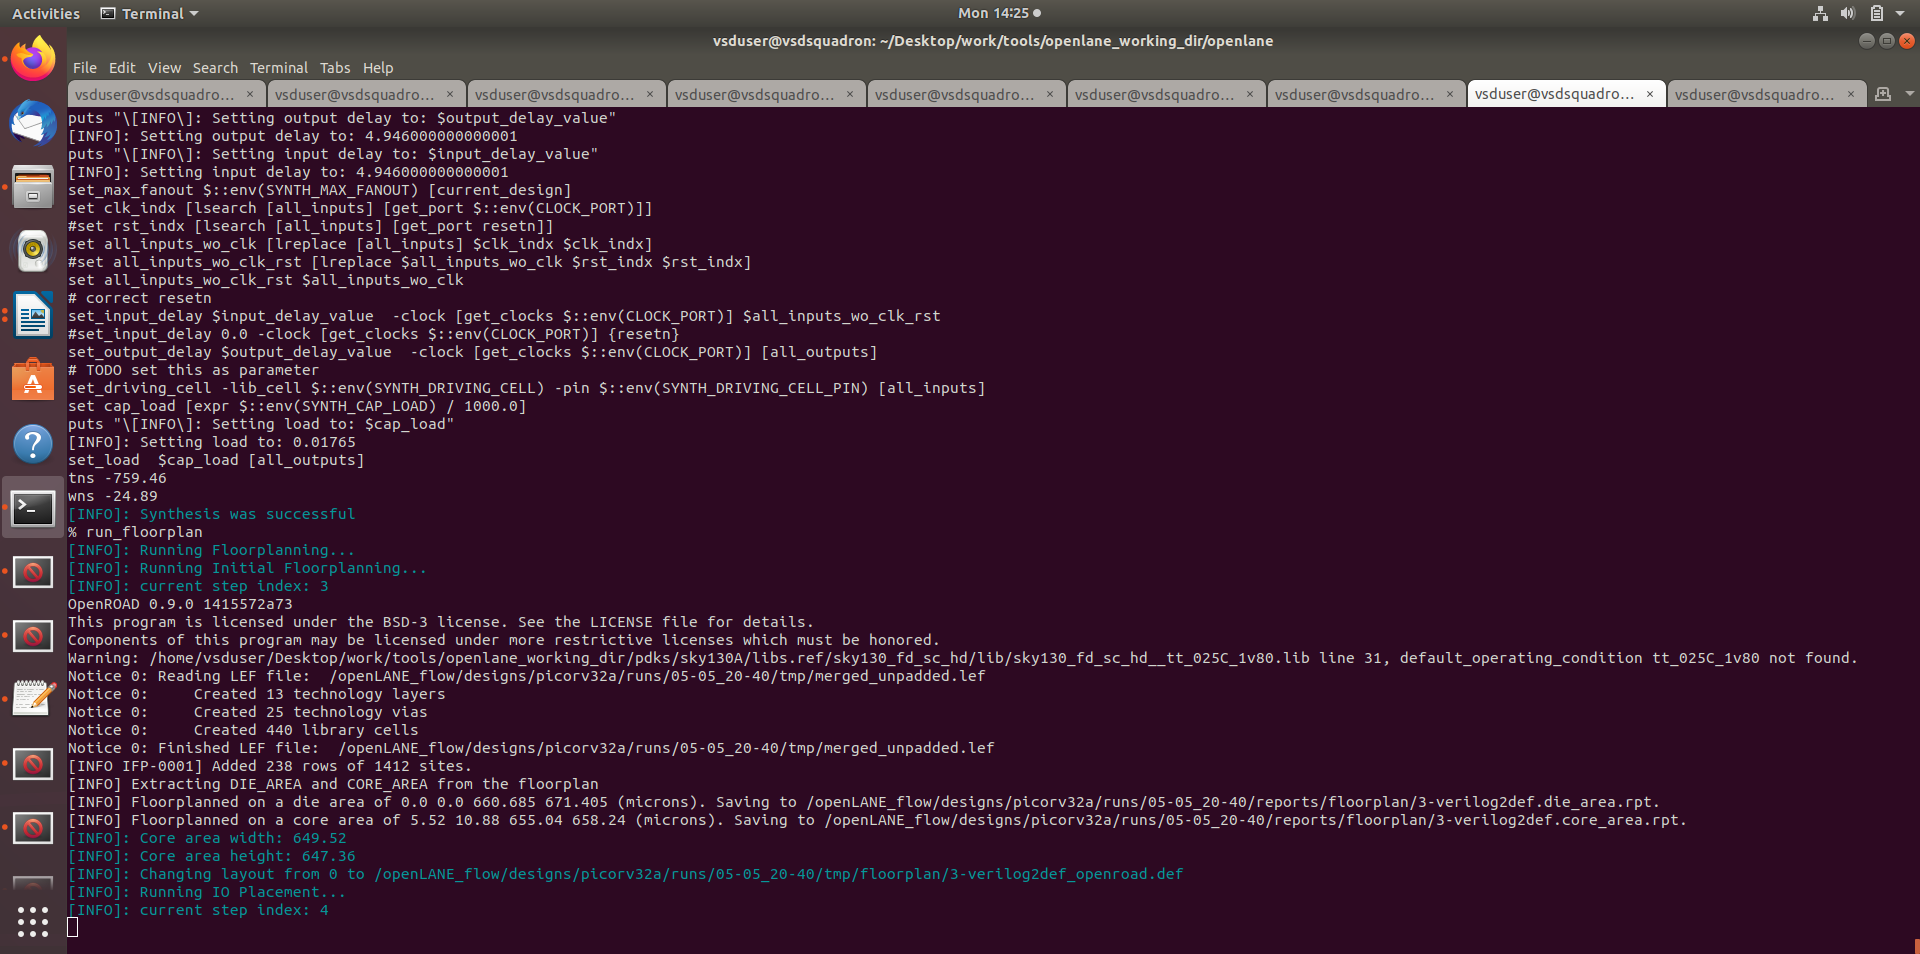 Activities
Terminal
Mon 14:25
vsduser@vsdsquadron: ~/Desktop/work/tools/openlane_working_dir/openlane
File Edit View Search Terminal Tabs Help
vsduser@vsdsquadro... × vsduser@vsdsquadro... × vsduser@vsdsquadro... × vsduser@vsdsquadro... × vsduser@vsdsquadro... × vsduser@vsdsquadro... × vsduser@vsdsquadro... × vsduser@vsdsquadro... × vsduser@vsdsquadro... ×
puts "\[INFO\]: Setting output delay to: $output_delay_value"
[INFO]: Setting output delay to: 4.946000000000001
puts "\[INFO\]: Setting input delay to: $input_delay_value"
[INFO]: Setting input delay to: 4.946000000000001
set_max_fanout $::env(SYNTH_MAX_FANOUT) [current_design]
set clk_indx [lsearch [all_inputs] [get_port $::env(CLOCK_PORT)]]
#set rst_indx [lsearch [all_inputs] [get_port resetn]]
set all_inputs_wo_clk [lreplace [all_inputs] $clk_indx $clk_indx]
#set all_inputs_wo_clk_rst [lreplace $all_inputs_wo_clk $rst_indx $rst_indx]
set all_inputs_wo_clk_rst $all_inputs_wo_clk
# correct resetn
set_input_delay $input_delay_value  -clock [get_clocks $::env(CLOCK_PORT)] $all_inputs_wo_clk_rst
#set_input_delay 0.0 -clock [get_clocks $::env(CLOCK_PORT)] {resetn}
set_output_delay $output_delay_value  -clock [get_clocks $::env(CLOCK_PORT)] [all_outputs]
# TODO set this as parameter
set_driving_cell -lib_cell $::env(SYNTH_DRIVING_CELL) -pin $::env(SYNTH_DRIVING_CELL_PIN) [all_inputs]
set cap_load [expr $::env(SYNTH_CAP_LOAD) / 1000.0]
puts "\[INFO\]: Setting load to: $cap_load"
[INFO]: Setting load to: 0.01765
set_load  $cap_load [all_outputs]
tns -759.46
wns -24.89
[INFO]: Synthesis was successful
% run_floorplan
[INFO]: Running Floorplanning...
[INFO]: Running Initial Floorplanning...
[INFO]: current step index: 3
OpenROAD 0.9.0 1415572a73
This program is licensed under the BSD-3 license. See the LICENSE file for details.
Components of this program may be licensed under more restrictive licenses which must be honored.
Warning: /home/vsduser/Desktop/work/tools/openlane_working_dir/pdks/sky130A/libs.ref/sky130_fd_sc_hd/lib/sky130_fd_sc_hd__tt_025C_1v80.lib line 31, default_operating_condition tt_025C_1v80 not found.
Notice 0: Reading LEF file:  /openLANE_flow/designs/picorv32a/runs/05-05_20-40/tmp/merged_unpadded.lef
Notice 0:     Created 13 technology layers
Notice 0:     Created 25 technology vias
Notice 0:     Created 440 library cells
Notice 0: Finished LEF file:  /openLANE_flow/designs/picorv32a/runs/05-05_20-40/tmp/merged_unpadded.lef
[INFO IFP-0001] Added 238 rows of 1412 sites.
[INFO] Extracting DIE_AREA and CORE_AREA from the floorplan
[INFO] Floorplanned on a die area of 0.0 0.0 660.685 671.405 (microns). Saving to /openLANE_flow/designs/picorv32a/runs/05-05_20-40/reports/floorplan/3-verilog2def.die_area.rpt.
[INFO] Floorplanned on a core area of 5.52 10.88 655.04 658.24 (microns). Saving to /openLANE_flow/designs/picorv32a/runs/05-05_20-40/reports/floorplan/3-verilog2def.core_area.rpt.
[INFO]: Core area width: 649.52
[INFO]: Core area height: 647.36
[INFO]: Changing layout from 0 to /openLANE_flow/designs/picorv32a/runs/05-05_20-40/tmp/floorplan/3-verilog2def_openroad.def
[INFO]: Running IO Placement...
[INFO]: current step index: 4